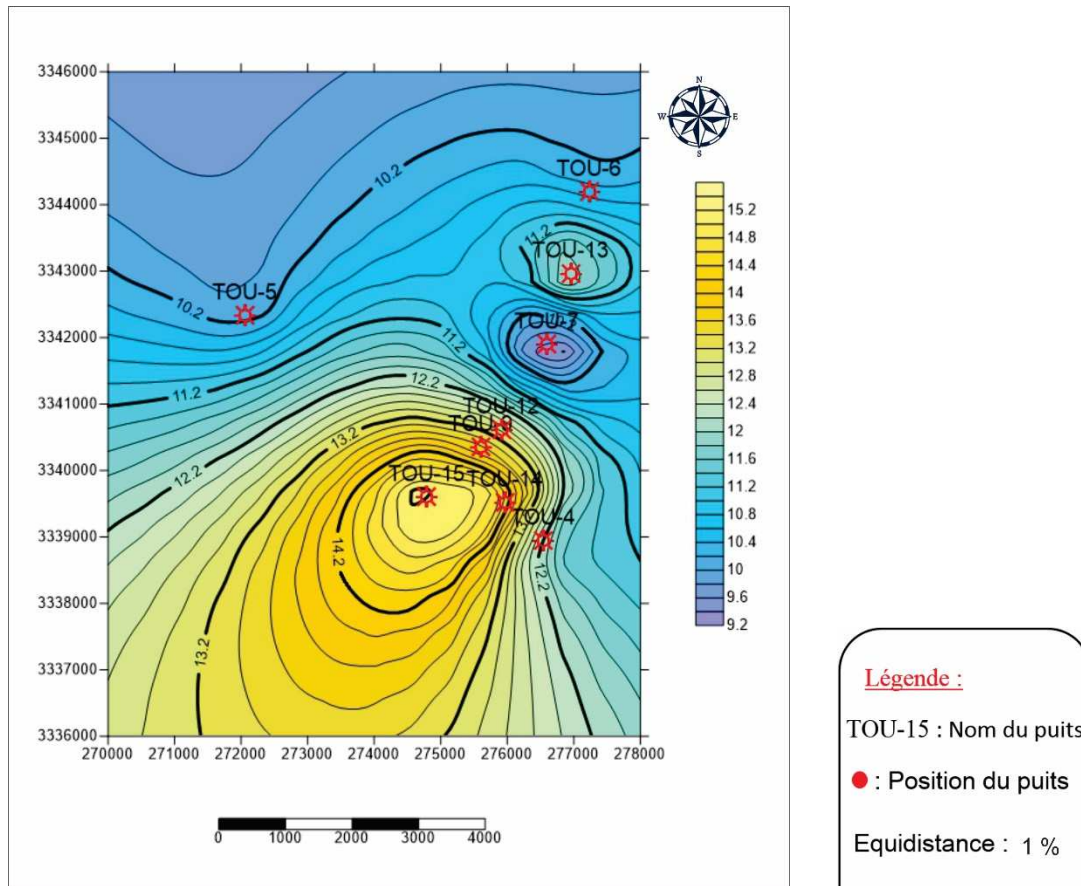 3346000
3345000
3344000
3343000
3342000
3341000
3340000
3339000
3338000
3337000
3336000
270000 271000 272000 273000 274000 275000 276000 277000 278000
N
W E
S
10.2
TOU-6
11.2
TOU-13
TOU-5
10.2
11.2
11.2
12.2
TOU-12
13.2
12.2
TOU-15
TOU-14
TOU-4
14.2
12.2
13.2
15.2
14.8
14.4
14
13.6
13.2
12.8
12.4
12
11.6
11.2
10.8
10.4
10
9.6
9.2
0 1000 2000 3000 4000
Légende :
TOU-15 : Nom du puits
: Position du puits
Equidistance : 1 %